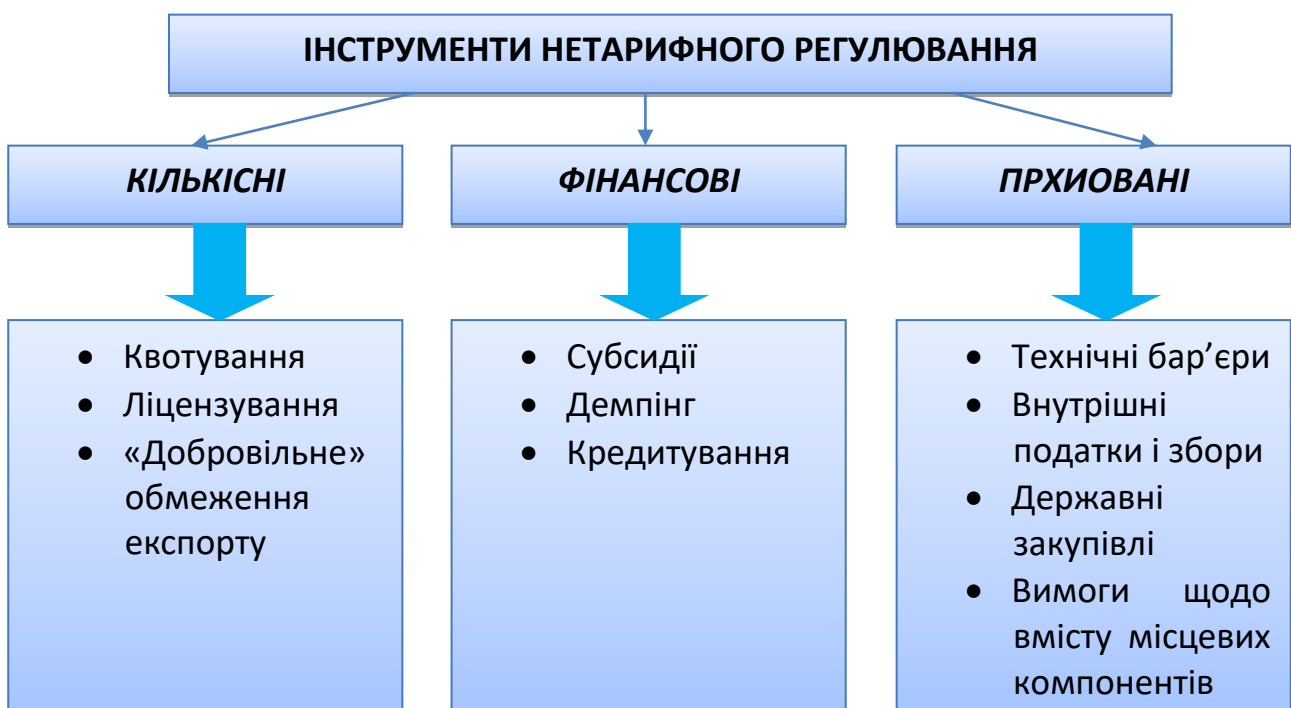 ІНСТРУМЕНТИ НЕТАРИФНОГО РЕГУЛЮВАННЯ
КІЛЬКІСНІ
ФІНАНСОВІ
ПРХИОВАНІ
• Квотування
• Ліцензування
• «Добровільне»
обмеження
експорту
• Субсидії
• Демпінг
• Кредитування
• Технічні бар’єри
• Внутрішні
податки і збори
• Державні
закупівлі
• Вимоги щодо
вмісту місцевих
компонентів